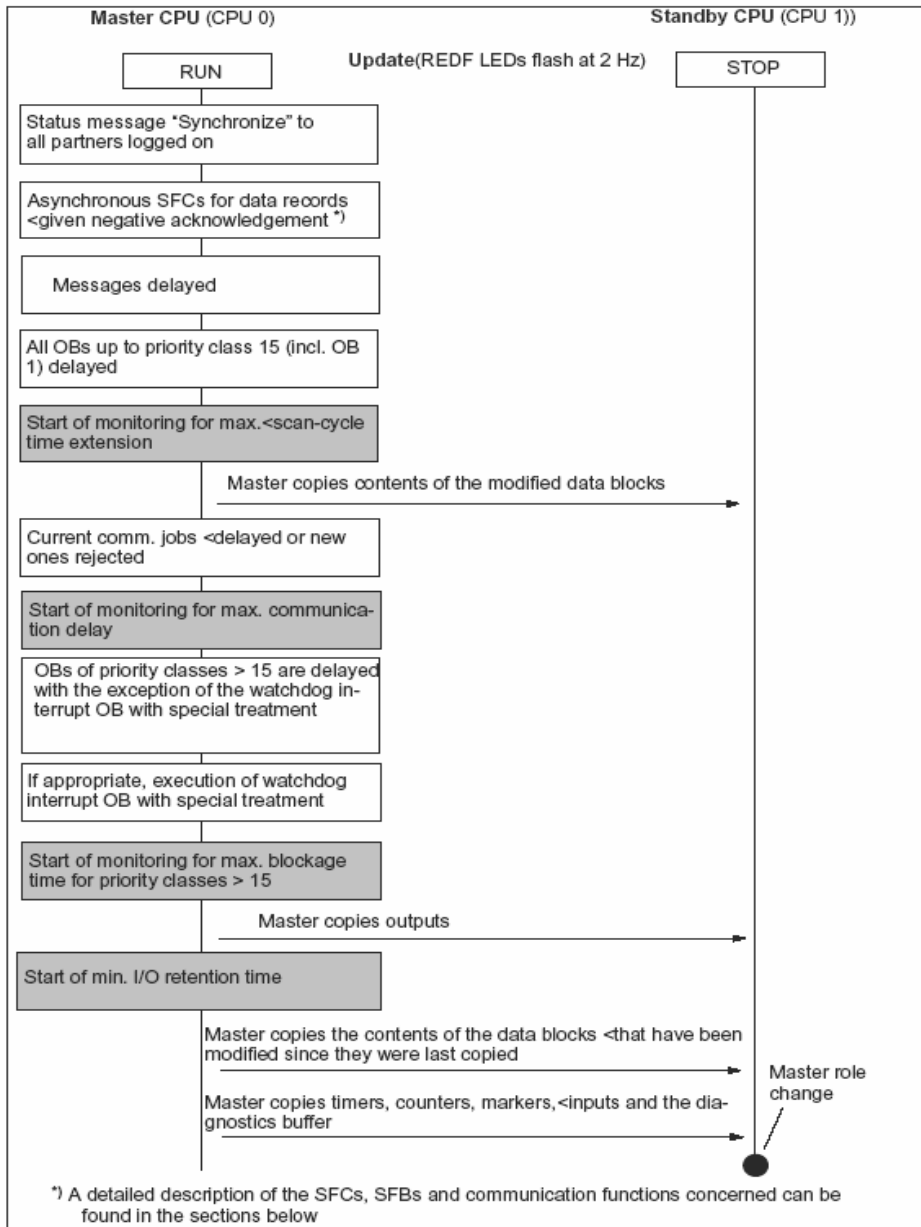 Master CPU (CPU 0)
Standby CPU (CPU 1))
Update(REDF LEDs flash at 2 Hz)
RUN
STOP
Status message “Synchronize” to
all partners logged on
Asynchronous SFCs for data records
<given negative acknowledgement *)
Messages delayed
All OBs up to priority class 15 (incl. OB
1) delayed
Start of monitoring for max.<scan-cycle
time extension
Master copies contents of the modified data blocks
Current comm. jobs <delayed or new
ones rejected
Start of monitoring for max. communica-
tion delay
OBs of priority classes > 15 are delayed
with the exception of the watchdog in-
terrupt OB with special treatment
If appropriate, execution of watchdog
interrupt OB with special treatment
Start of monitoring for max. blockage
time for priority classes > 15
Master copies outputs
Start of min. I/O retention time
Master copies the contents of the data blocks <that have been
modified since they were last copied
Master role
change
Master copies timers, counters, markers,<inputs and the dia-
gnostics buffer
*) A detailed description of the SFCs, SFBs and communication functions concerned can be
found in the sections below